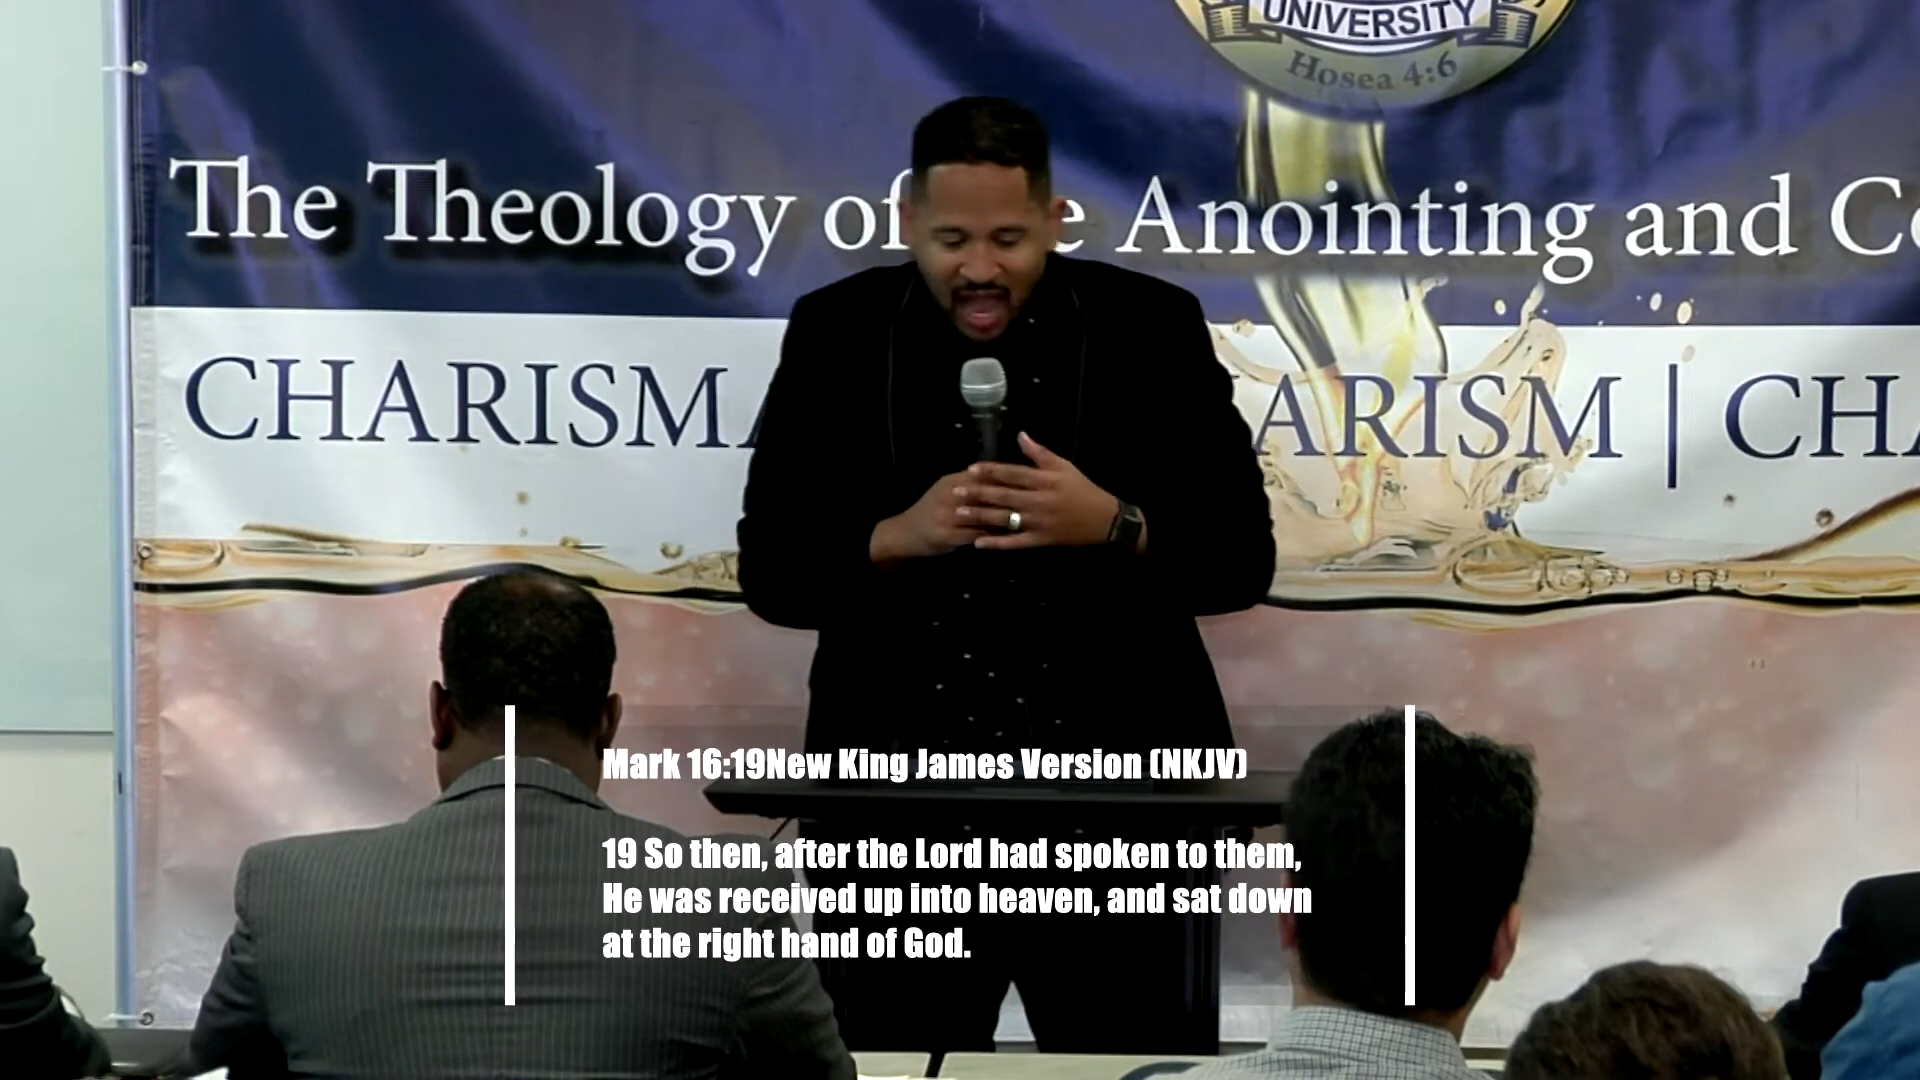 UNIVERSITY
Hosea 4:6
The Theology of e Anointing and C
CHARISMA ARISM | CH
Mark 16:19New King James Version (NKJV)
19 So then, after the Lord had spoken to them,
He was received up into heaven, and sat down
at the right hand of God.